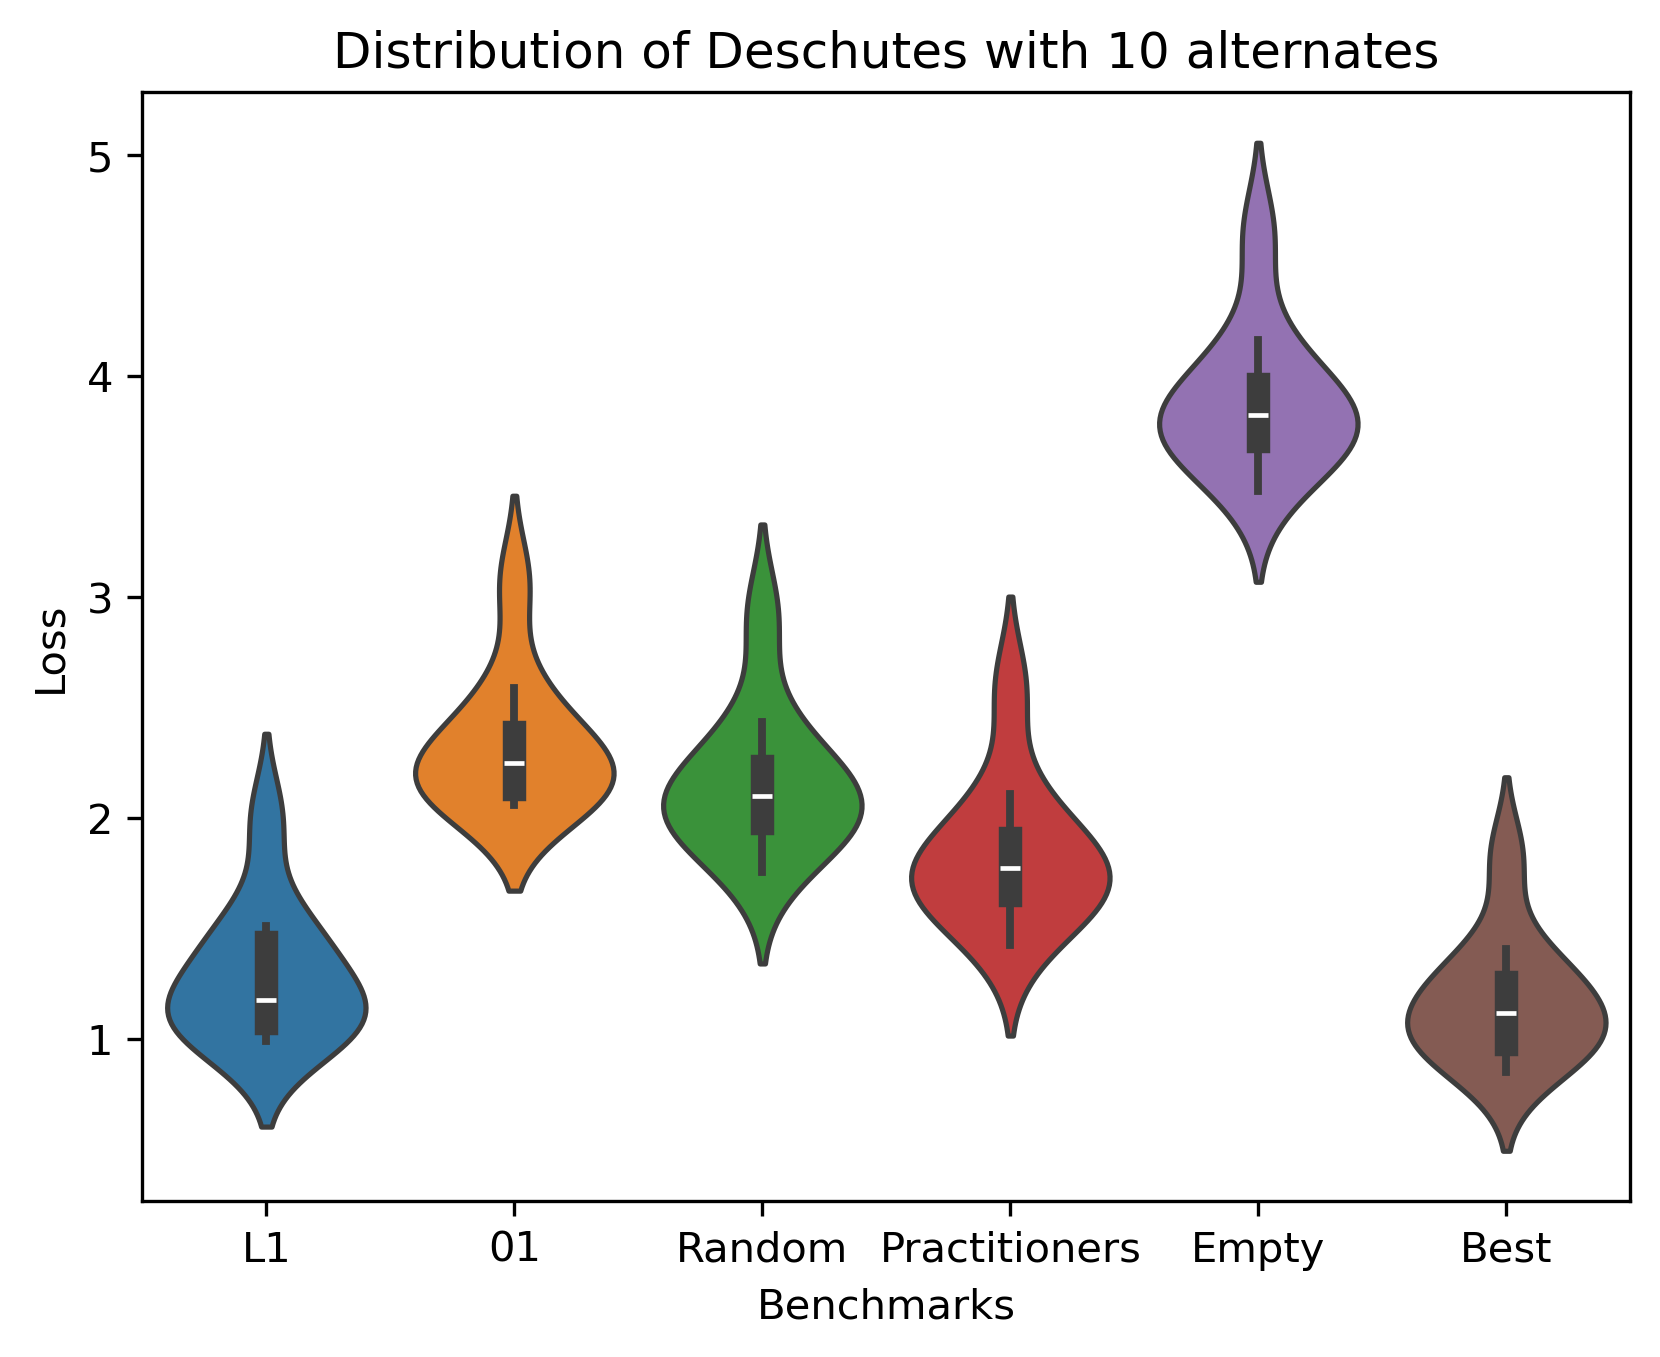 Distribution of Deschutes with 10 alternates
5
4
3
2
1
Loss
L1 01 Random Practitioners Empty Best
Benchmarks